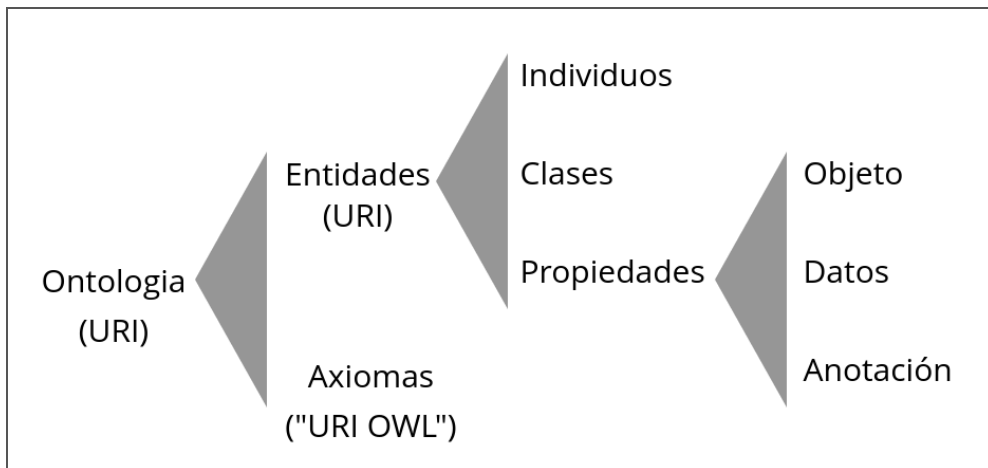 Individuos
Entidades
(URI)
Clases
Objeto
Ontologia
(URI)
Propiedades
Datos
Axiomas
("URI OWL")
Anotación